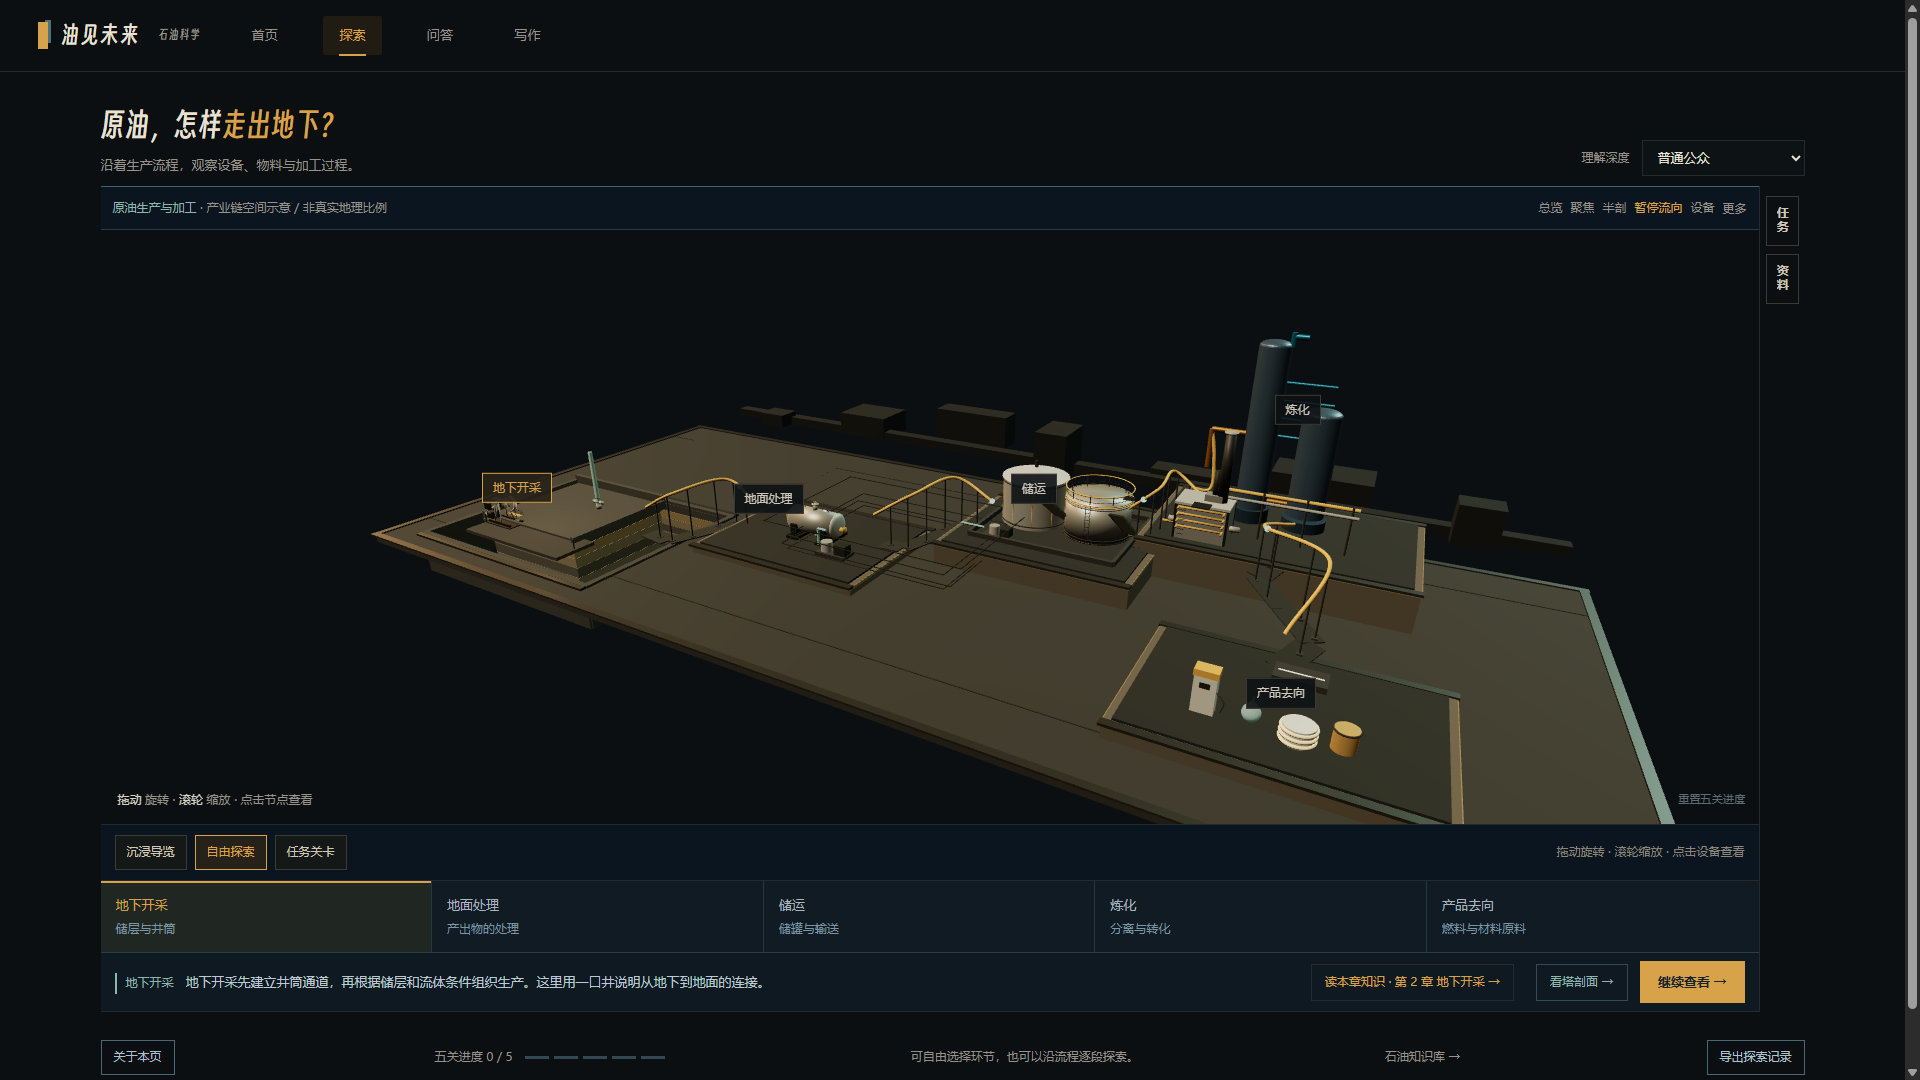 油见未来 石油科学 首页 探索 问答 写作
原油，怎样走出地下？
沿着生产流程，观察设备、物料与加工过程。
理解深度 普通公众
原油生产与加工 · 产业链空间示意 / 非真实地理比例
总览 聚焦 半剖 暂停流向 设备 更多
任务
资料
炼化
地下开采
地面处理
储运
产品去向
拖动 旋转 · 滚轮 缩放 · 点击节点查看
重置五关进度
沉浸导览 自由探索 任务关卡
拖动旋转 · 滚轮缩放 · 点击设备查看
地下开采
储层与井筒
地面处理
产出物的处理
储运
储罐与输送
炼化
分离与转化
产品去向
燃料与材料原料
地下开采 地下开采先建立井筒通道，再根据储层和流体条件组织生产。这里用一口井说明从地下到地面的连接。
读本章知识 · 第 2 章 地下开采 →
看塔剖面 →
继续查看 →
关于本页
五关进度 0 / 5
可自由选择环节，也可以沿流程逐段探索。
石油知识库 →
导出探索记录